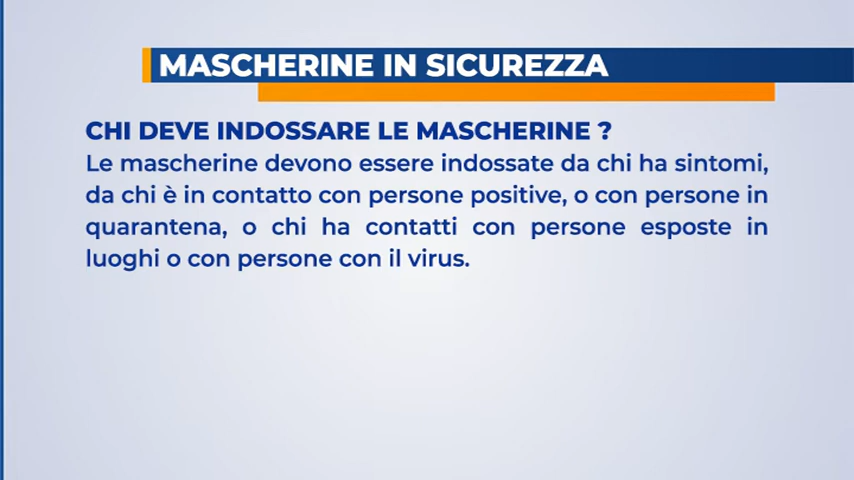 MASCHERINE IN SICUREZZA
CHI DEVE INDOSSARE LE MASCHERINE ?
Le mascherine devono essere indossate da chi ha sintomi,
da chi è in contatto con persone positive, o con persone in
quarantena, o chi ha contatti con persone esposte in
luoghi o con persone con il virus.